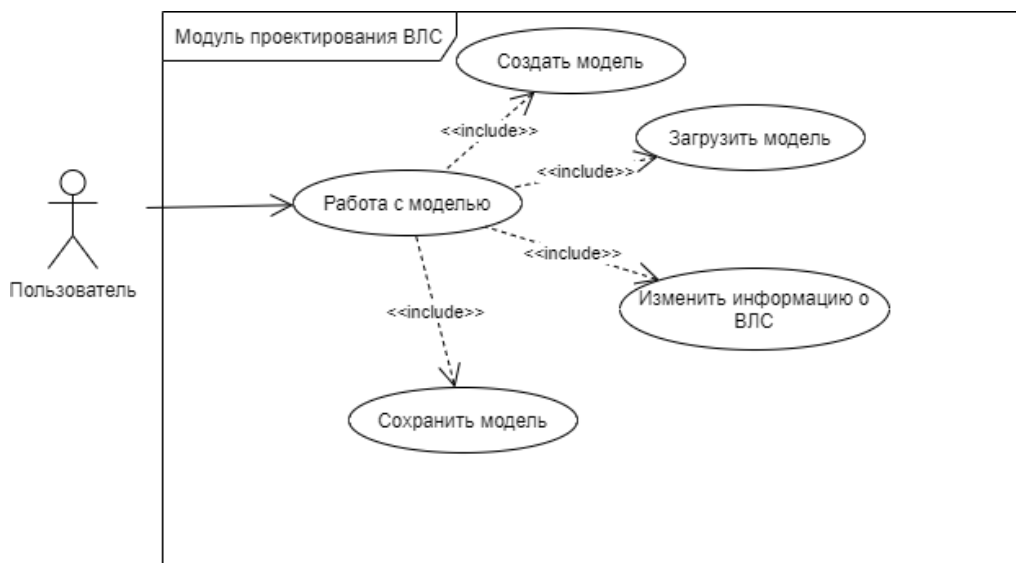 Модуль проектирования ВЛС
Создать модель
<<include>>
Загрузить модель
<<include>>
Работа с моделью
<<include>>
Пользователь
Изменить информацию о
ВЛС
<<include>>
Сохранить модель